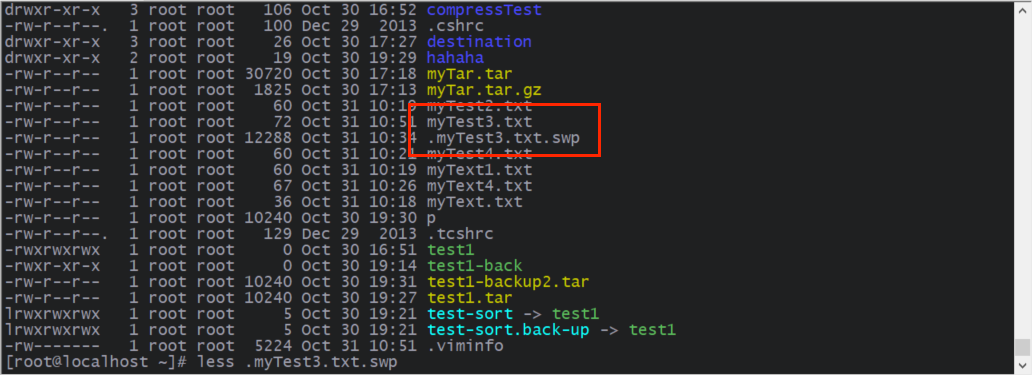 drwxr-xr-x   3 root root   106 Oct 30 16:52 compressTest
-rw-r--r--.  1 root root   100 Dec 29  2013 .cshrc
drwxr-xr-x   3 root root    26 Oct 30 17:27 destination
drwxr-xr-x   2 root root    19 Oct 30 19:29 hahaha
-rw-r--r--   1 root root 30720 Oct 30 17:18 myTar.tar
-rw-r--r--   1 root root  1825 Oct 30 17:13 myTar.tar.gz
-rw-r--r--   1 root root    60 Oct 31 10:19 myTest2.txt
-rw-r--r--   1 root root    72 Oct 31 10:51 myTest3.txt
-rw-r--r--   1 root root 12288 Oct 31 10:34 .myTest3.txt.swp
-rw-r--r--   1 root root    60 Oct 31 10:21 myTest4.txt
-rw-r--r--   1 root root    60 Oct 31 10:19 myText1.txt
-rw-r--r--   1 root root    67 Oct 31 10:26 myText4.txt
-rw-r--r--   1 root root    36 Oct 31 10:18 myText.txt
-rw-r--r--   1 root root 10240 Oct 30 19:30 p
-rw-r--r--.  1 root root   129 Dec 29  2013 .tcshrc
-rwxrwxrwx   1 root root     0 Oct 30 16:51 test1
-rwxr-xr-x   1 root root     0 Oct 30 19:14 test1-back
-rw-r--r--   1 root root 10240 Oct 30 19:31 test1-backup2.tar
-rw-r--r--   1 root root 10240 Oct 30 19:27 test1.tar
lrwxrwxrwx   1 root root     5 Oct 30 19:21 test-sort -> test1
lrwxrwxrwx   1 root root     5 Oct 30 19:21 test-sort.back-up -> test1
-rw-------   1 root root  5224 Oct 31 10:51 .viminfo
[root@localhost ~]# less .myTest3.txt.swp